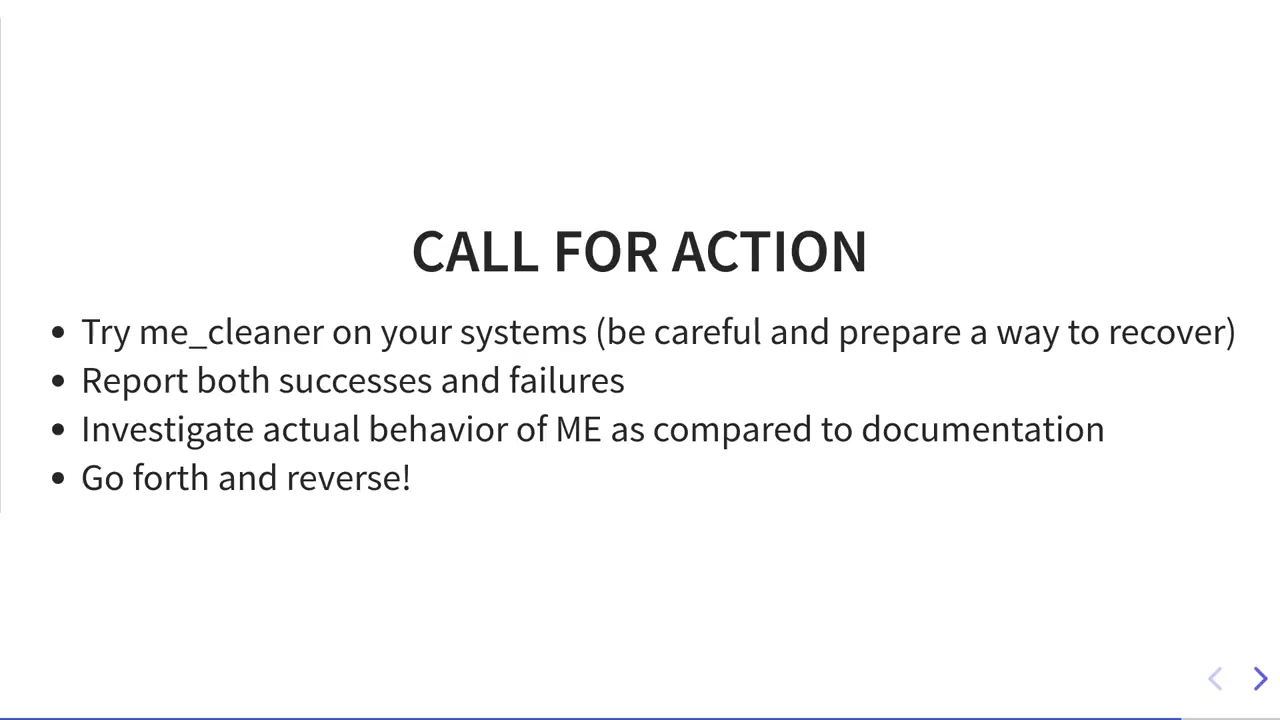 CALL FOR ACTION
• Try me_cleaner on your systems (be careful and prepare a way to recover)
• Report both successes and failures
• Investigate actual behavior of ME as compared to documentation
• Go forth and reverse!